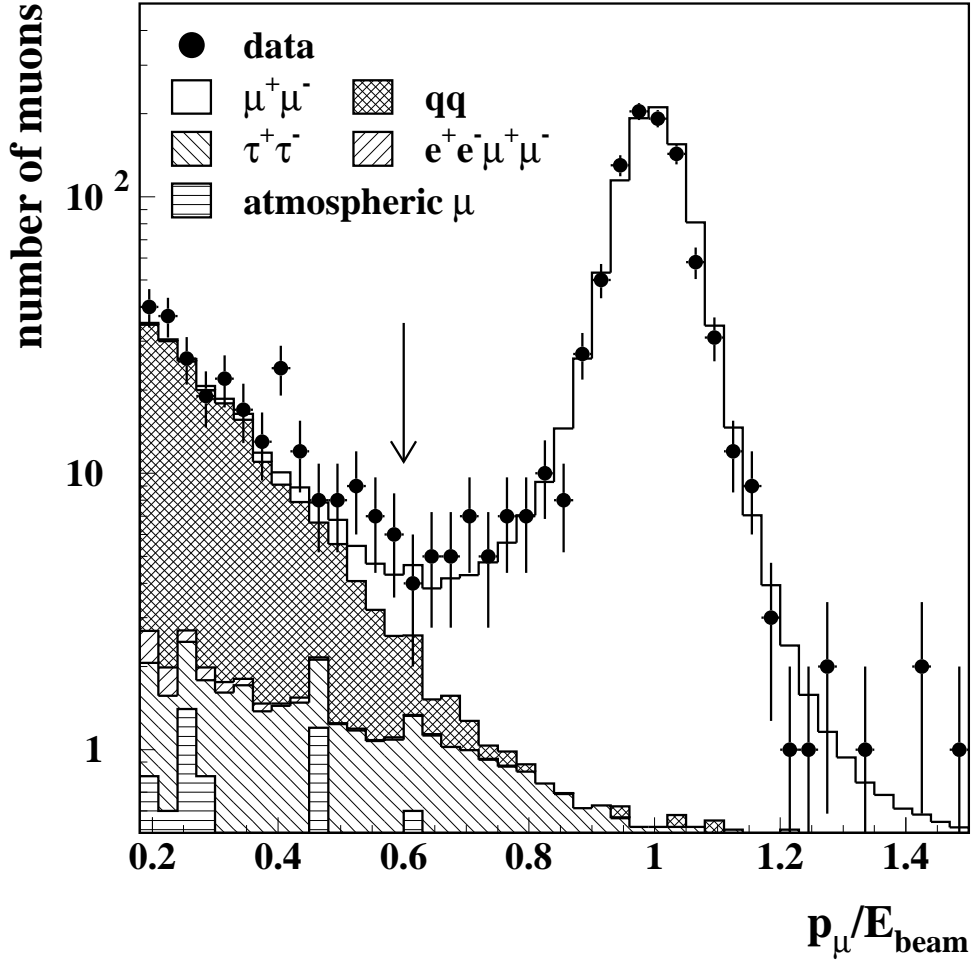 number of muons
data
μ⁺μ⁻ qq
τ⁺τ⁻ e⁺e⁻μ⁺μ⁻
atmospheric μ
10²
10
1
0.2 0.4 0.6 0.8 1 1.2 1.4
p_μ/E_beam